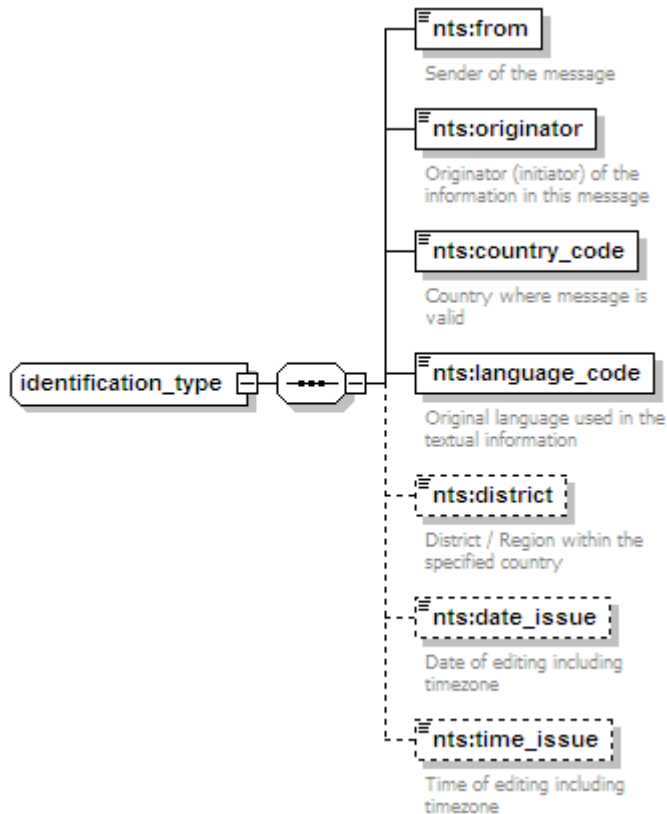 nts:from
Sender of the message
nts:originator
Originator (initiator) of the
information in this message
nts:country_code
Country where message is
valid
identification_type
nts:language_code
Original language used in the
textual information
nts:district
District / Region within the
specified country
nts:date_issue
Date of editing including
timezone
nts:time_issue
Time of editing including
timezone